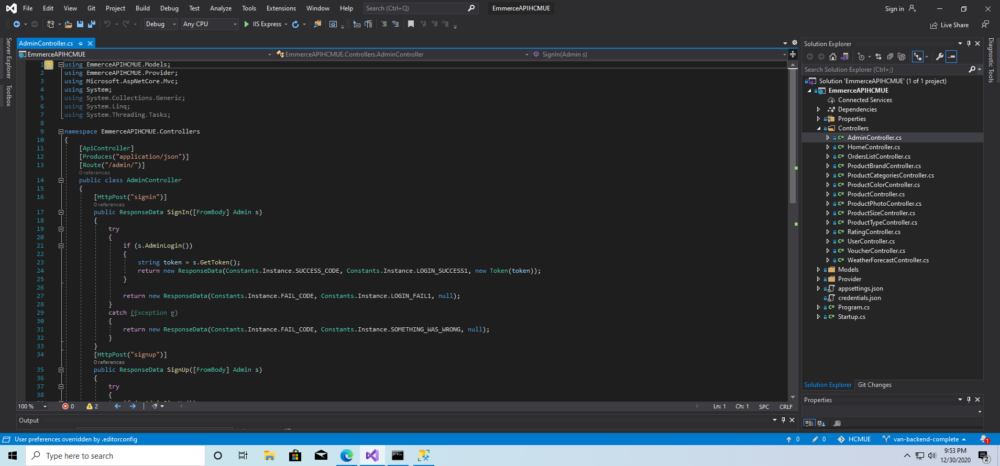 File Edit View Git Project Build Debug Test Analyze Tools Extensions Window Help Search (Ctrl+Q) EmmerceAPIHCMUE Sign in
Debug Any CPU IIS Express Live Share
Server Explorer
Toolbox
AdminController.cs
EmmerceAPIHCMUE EmmerceAPIHCMUE.Controllers.AdminController SignIn(Admin s)
1 using EmmerceAPIHCMUE.Models;
2 using EmmerceAPIHCMUE.Provider;
3 using Microsoft.AspNetCore.Mvc;
4 using System;
5 using System.Collections.Generic;
6 using System.Linq;
7 using System.Threading.Tasks;
8
9 namespace EmmerceAPIHCMUE.Controllers
10 {
11 [ApiController]
12 [Produces("application/json")]
13 [Route("/admin/")]
0 references
14 public class AdminController
15 {
16 [HttpPost("signin")]
0 references
17 public ResponseData SignIn([FromBody] Admin s)
18 {
19 try
20 {
21 if (s.AdminLogin())
22 {
23 string token = s.GetToken();
24 return new ResponseData(Constants.Instance.SUCCESS_CODE, Constants.Instance.LOGIN_SUCCESS1, new Token(token));
25 }
26
27 return new ResponseData(Constants.Instance.FAIL_CODE, Constants.Instance.LOGIN_FAIL1, null);
28 }
29 catch (Exception e)
30 {
31 return new ResponseData(Constants.Instance.FAIL_CODE, Constants.Instance.SOMETHING_WAS_WRONG, null);
32 }
33 }
34 [HttpPost("signup")]
0 references
35 public ResponseData SignUp([FromBody] Admin s)
36 {
37 try
38 {
100 % 0 2 Ln: 1 Ch: 1 SPC CRLF
Output
Solution Explorer
Search Solution Explorer (Ctrl+;)
Solution 'EmmerceAPIHCMUE' (1 of 1 project)
EmmerceAPIHCMUE
Connected Services
Dependencies
Properties
Controllers
C# AdminController.cs
C# HomeController.cs
C# OrdersListController.cs
C# ProductBrandController.cs
C# ProductCategoriesController.cs
C# ProductColorController.cs
C# ProductController.cs
C# ProductPhotoController.cs
C# ProductSizeController.cs
C# ProductTypeController.cs
C# RatingController.cs
C# UserController.cs
C# VoucherController.cs
C# WeatherForecastController.cs
Models
Provider
appsettings.json
credentials.json
C# Program.cs
C# Startup.cs
Solution Explorer Git Changes
Properties
Diagnostic Tools
User preferences overridden by .editorconfig 0 0 HCMUE van-backend-complete 1
Type here to search
9:53 PM
12/30/2020
2